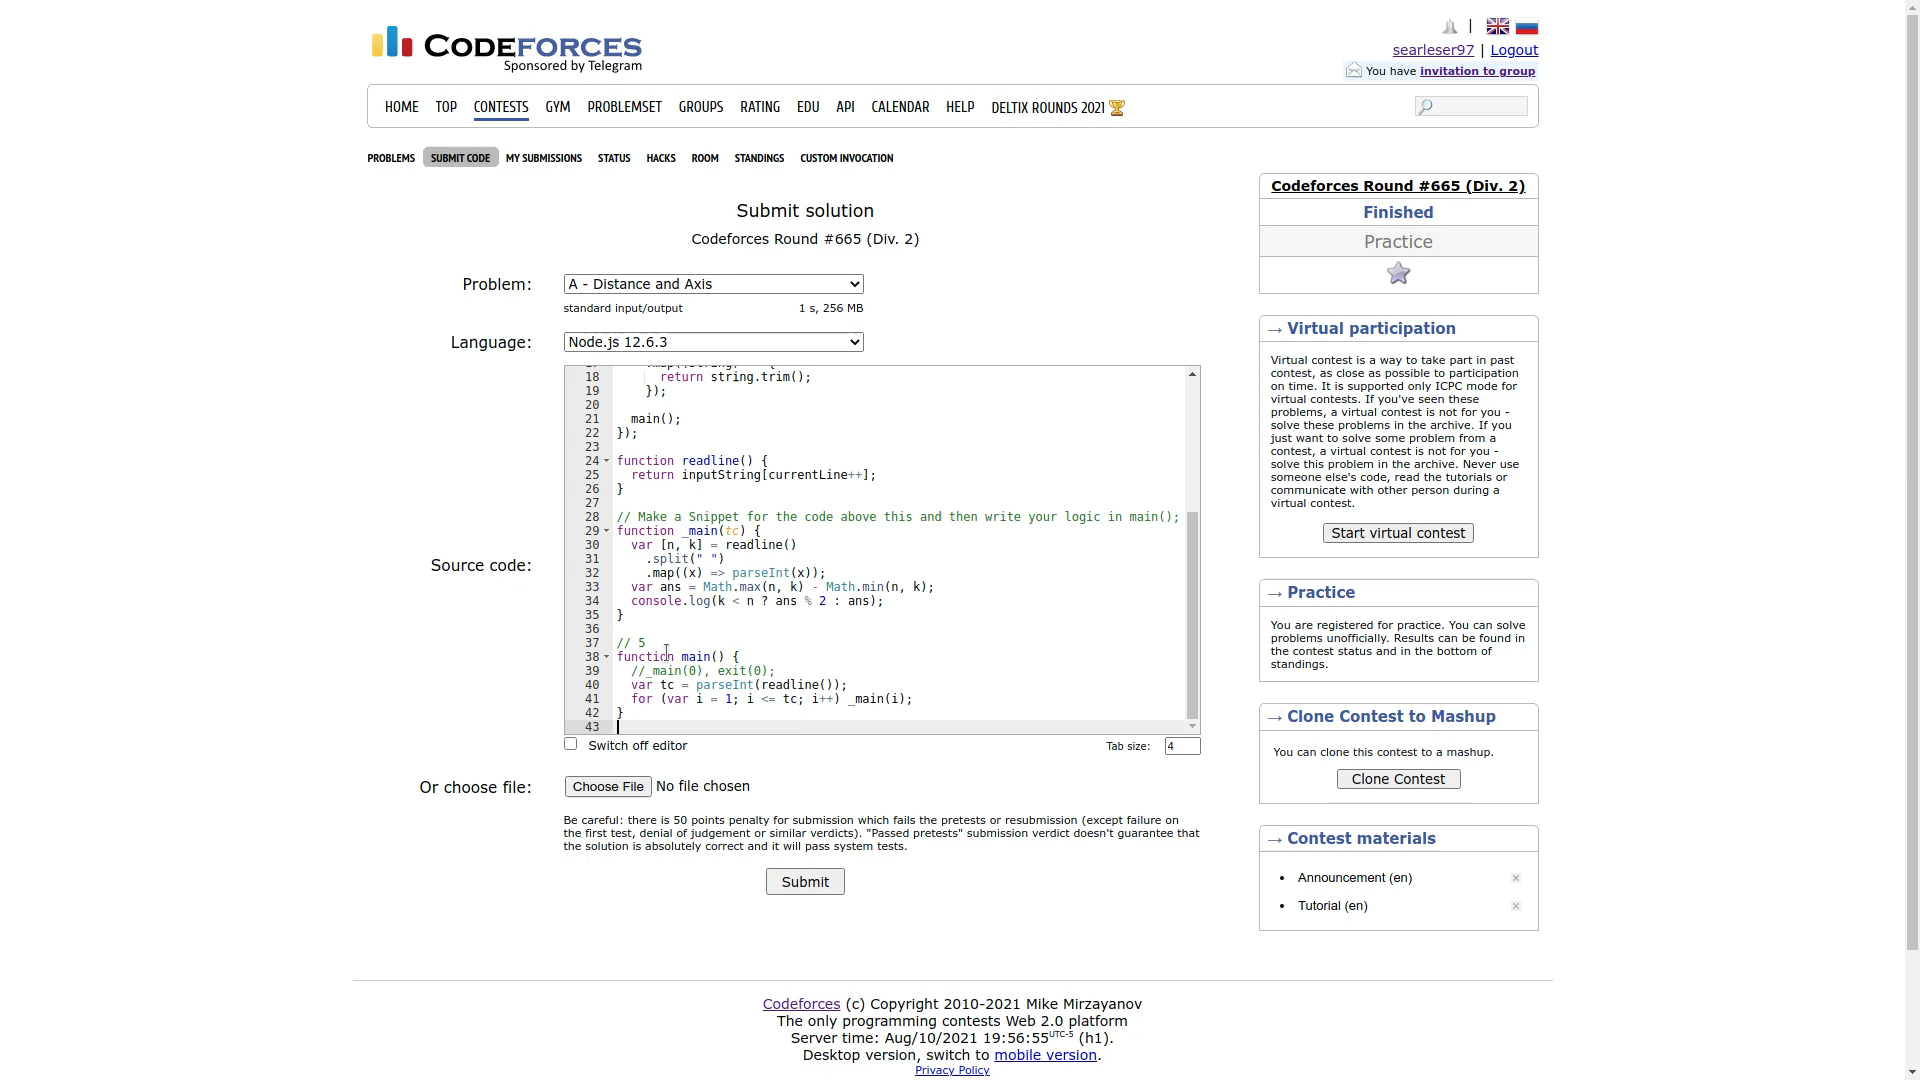 CODEFORCES
Sponsored by Telegram
|
searleser97 | Logout
You have invitation to group
HOME TOP CONTESTS GYM PROBLEMSET GROUPS RATING EDU API CALENDAR HELP DELTIX ROUNDS 2021
PROBLEMS SUBMIT CODE MY SUBMISSIONS STATUS HACKS ROOM STANDINGS CUSTOM INVOCATION
Submit solution
Codeforces Round #665 (Div. 2)
Problem: A - Distance and Axis
standard input/output 1 s, 256 MB
Language: Node.js 12.6.3
Source code:
18 return string.trim();
19 });
20
21 main();
22 });
23
24 function readline() {
25 return inputString[currentLine++];
26 }
27
28 // Make a Snippet for the code above this and then write your logic in main();
29 function _main(tc) {
30 var [n, k] = readline()
31 .split(" ")
32 .map((x) => parseInt(x));
33 var ans = Math.max(n, k) - Math.min(n, k);
34 console.log(k < n ? ans % 2 : ans);
35 }
36
37 // 5
38 function main() {
39 //_main(0), exit(0);
40 var tc = parseInt(readline());
41 for (var i = 1; i <= tc; i++) _main(i);
42 }
43
Switch off editor Tab size: 4
Or choose file: Choose File No file chosen
Be careful: there is 50 points penalty for submission which fails the pretests or resubmission (except failure on
the first test, denial of judgement or similar verdicts). "Passed pretests" submission verdict doesn't guarantee that
the solution is absolutely correct and it will pass system tests.
Submit
Codeforces Round #665 (Div. 2)
Finished
Practice
→ Virtual participation
Virtual contest is a way to take part in past
contest, as close as possible to participation
on time. It is supported only ICPC mode for
virtual contests. If you've seen these
problems, a virtual contest is not for you -
solve these problems in the archive. If you
just want to solve some problem from a
contest, a virtual contest is not for you -
solve this problem in the archive. Never use
someone else's code, read the tutorials or
communicate with other person during a
virtual contest.
Start virtual contest
→ Practice
You are registered for practice. You can solve
problems unofficially. Results can be found in
the contest status and in the bottom of
standings.
→ Clone Contest to Mashup
You can clone this contest to a mashup.
Clone Contest
→ Contest materials
• Announcement (en)
• Tutorial (en)
Codeforces (c) Copyright 2010-2021 Mike Mirzayanov
The only programming contests Web 2.0 platform
Server time: Aug/10/2021 19:56:55UTC-5 (h1).
Desktop version, switch to mobile version.
Privacy Policy